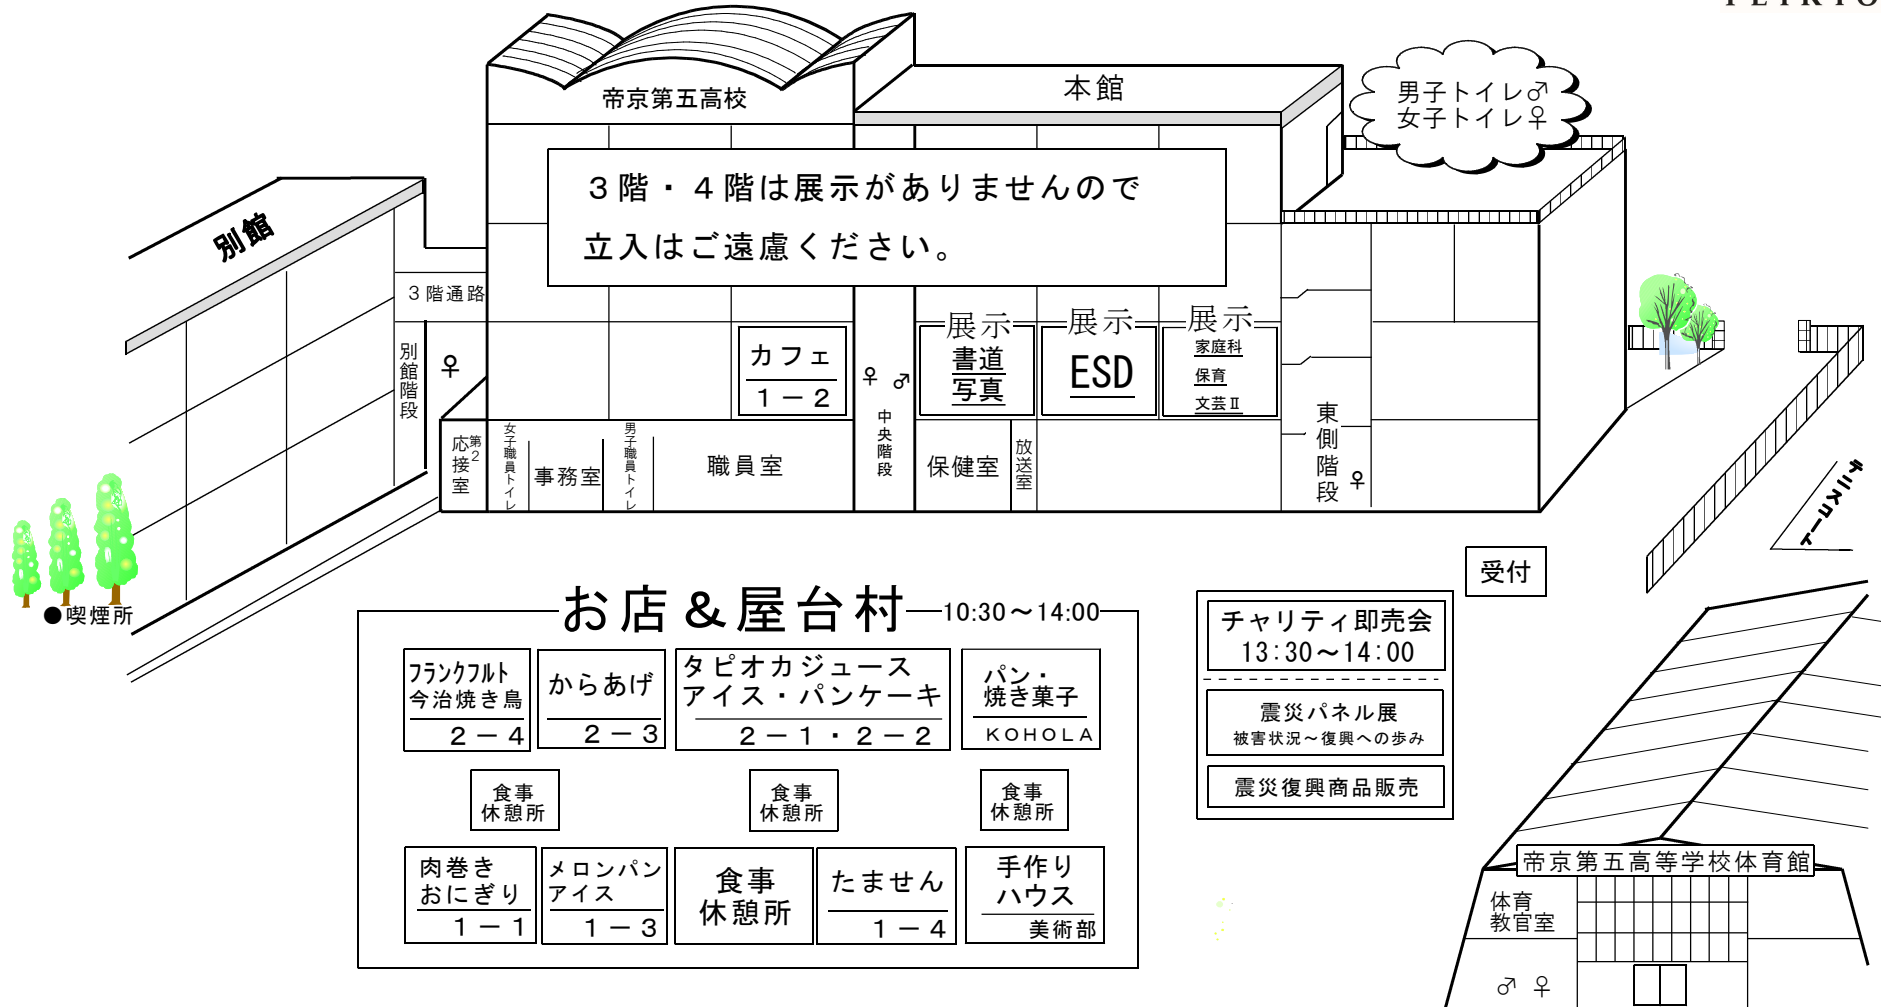 帝京第五高校
本館
男子トイレ♂
女子トイレ♀
３階・４階は展示がありませんので
立入はご遠慮ください。
別館
３階通路
別館階段
♀
カフェ
１－２
♀ ♂
中央階段
展示
書道
写真
展示
ESD
展示
家庭科
保育
文芸Ⅱ
東側階段
♀
第2
応接室
女子職員トイレ
事務室
男子職員トイレ
職員室
保健室
放送室
テニスコート
●喫煙所
受付
お店＆屋台村
10:30～14:00
フランクフルト
今治焼き鳥
２－４
からあげ
２－３
タピオカジュース
アイス・パンケーキ
２－１・２－２
パン・
焼き菓子
ＫＯＨＯＬＡ
食事
休憩所
食事
休憩所
食事
休憩所
肉巻き
おにぎり
１－１
メロンパン
アイス
１－３
食事
休憩所
たません
１－４
手作り
ハウス
美術部
チャリティ即売会
13:30～14:00
震災パネル展
被害状況～復興への歩み
震災復興商品販売
帝京第五高等学校体育館
体育
教官室
♂ ♀